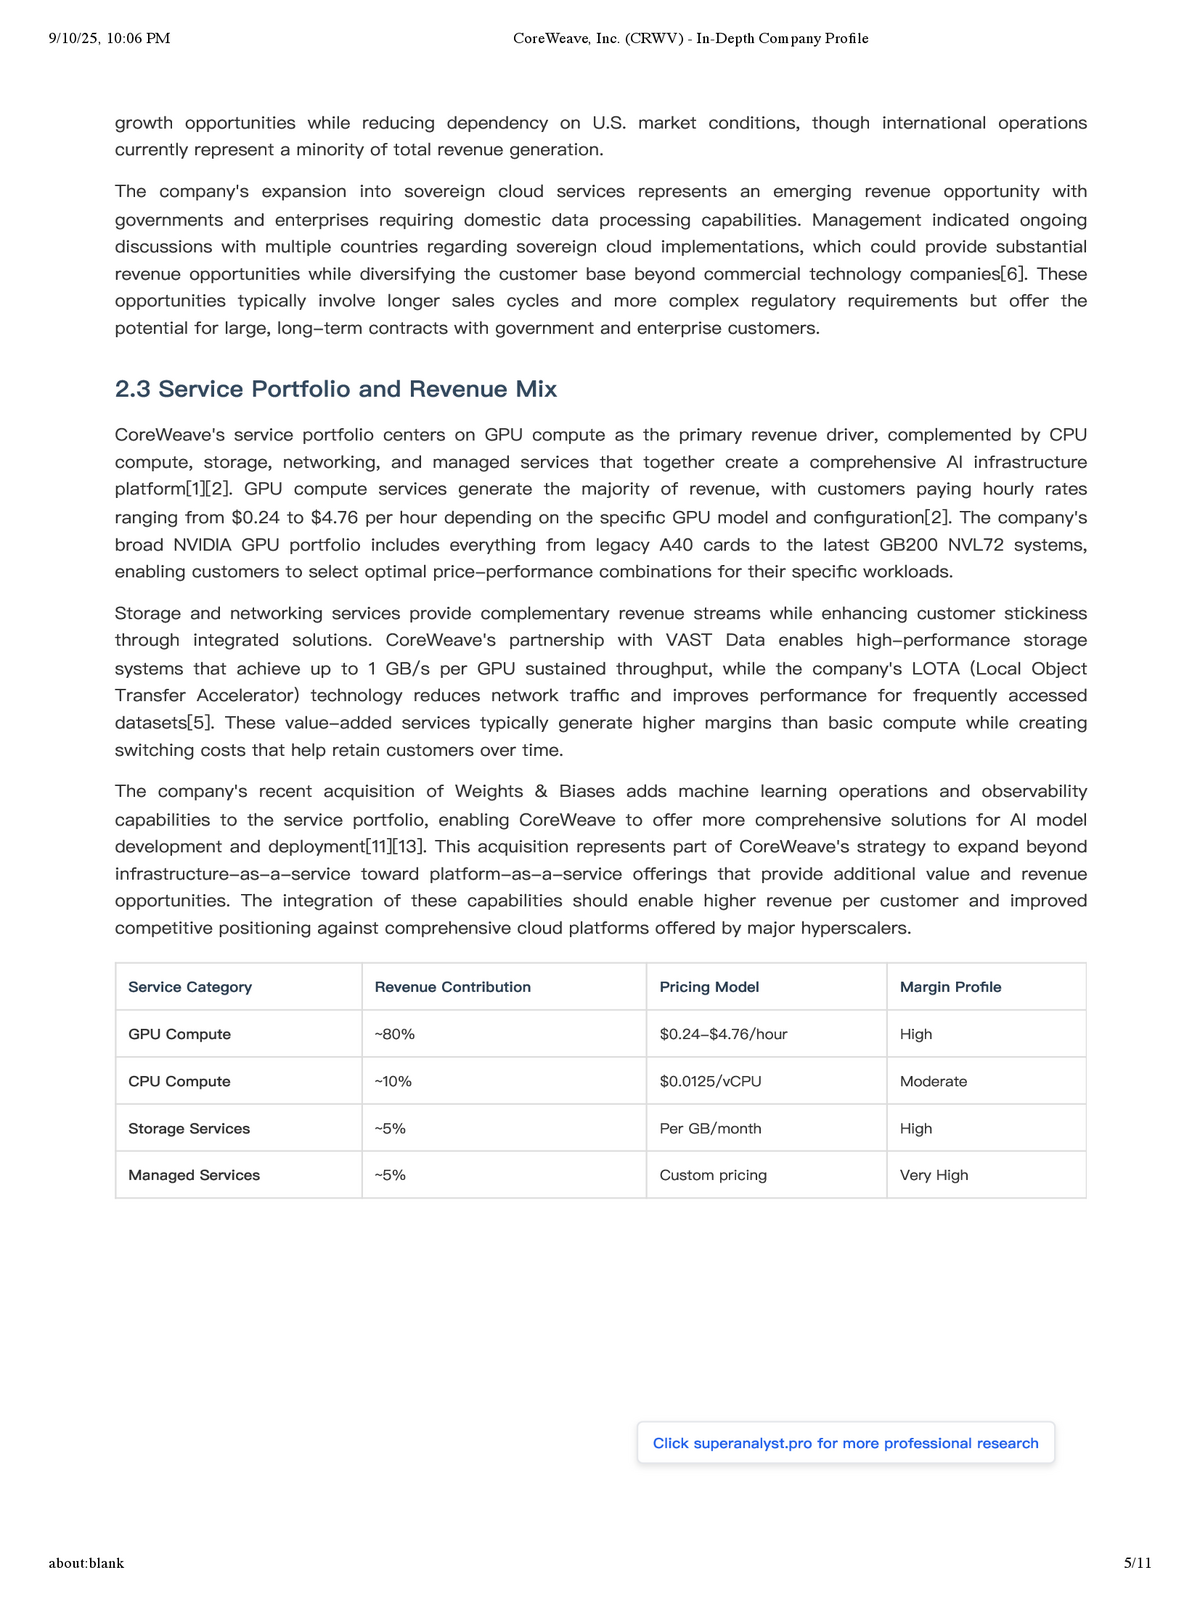 9/10/25, 10:06 PM
CoreWeave, Inc. (CRWV) - In-Depth Company Profile
growth opportunities while reducing dependency on U.S. market conditions, though international operations
currently represent a minority of total revenue generation.
The company's expansion into sovereign cloud services represents an emerging revenue opportunity with
governments and enterprises requiring domestic data processing capabilities. Management indicated ongoing
discussions with multiple countries regarding sovereign cloud implementations, which could provide substantial
revenue opportunities while diversifying the customer base beyond commercial technology companies[6]. These
opportunities typically involve longer sales cycles and more complex regulatory requirements but offer the
potential for large, long–term contracts with government and enterprise customers.
2.3 Service Portfolio and Revenue Mix
CoreWeave's service portfolio centers on GPU compute as the primary revenue driver, complemented by CPU
compute, storage, networking, and managed services that together create a comprehensive AI infrastructure
platform[1][2]. GPU compute services generate the majority of revenue, with customers paying hourly rates
ranging from $0.24 to $4.76 per hour depending on the specific GPU model and configuration[2]. The company's
broad NVIDIA GPU portfolio includes everything from legacy A40 cards to the latest GB200 NVL72 systems,
enabling customers to select optimal price–performance combinations for their specific workloads.
Storage and networking services provide complementary revenue streams while enhancing customer stickiness
through integrated solutions. CoreWeave's partnership with VAST Data enables high–performance storage
systems that achieve up to 1 GB/s per GPU sustained throughput, while the company's LOTA (Local Object
Transfer Accelerator) technology reduces network traffic and improves performance for frequently accessed
datasets[5]. These value–added services typically generate higher margins than basic compute while creating
switching costs that help retain customers over time.
The company's recent acquisition of Weights & Biases adds machine learning operations and observability
capabilities to the service portfolio, enabling CoreWeave to offer more comprehensive solutions for AI model
development and deployment[11][13]. This acquisition represents part of CoreWeave's strategy to expand beyond
infrastructure–as–a–service toward platform–as–a–service offerings that provide additional value and revenue
opportunities. The integration of these capabilities should enable higher revenue per customer and improved
competitive positioning against comprehensive cloud platforms offered by major hyperscalers.
Service Category Revenue Contribution Pricing Model Margin Profile
GPU Compute ~80% $0.24–$4.76/hour High
CPU Compute ~10% $0.0125/vCPU Moderate
Storage Services ~5% Per GB/month High
Managed Services ~5% Custom pricing Very High
Click superanalyst.pro for more professional research
about:blank
5/11